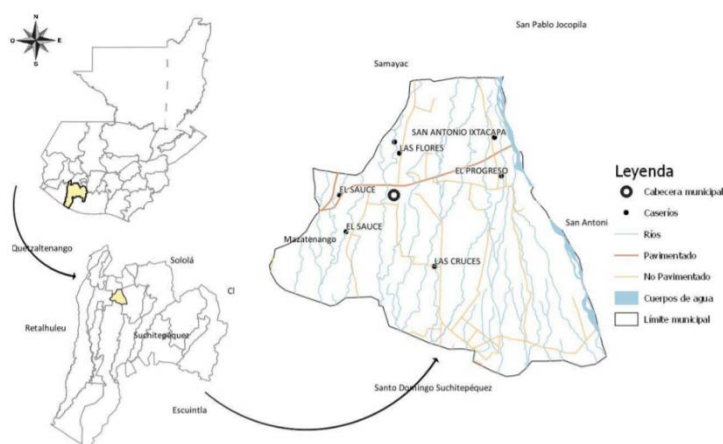 N
O
E
S
San Pablo Jocopila
Samayac
SAN ANTONIO IXTACAPA
LAS FLORES
EL PROGRESO
EL SAUCE
EL SAUCE
Mazatenango
LAS CRUCES
San Antoni
Santo Domingo Suchitepéquez
Leyenda
Cabecera municipal
Caseríos
Ríos
Pavimentado
No Pavimentado
Cuerpos de agua
Límite municipal
Quetzaltenango
Sololá
CI
Retalhuleu
Suchitepéquez
Escuintla